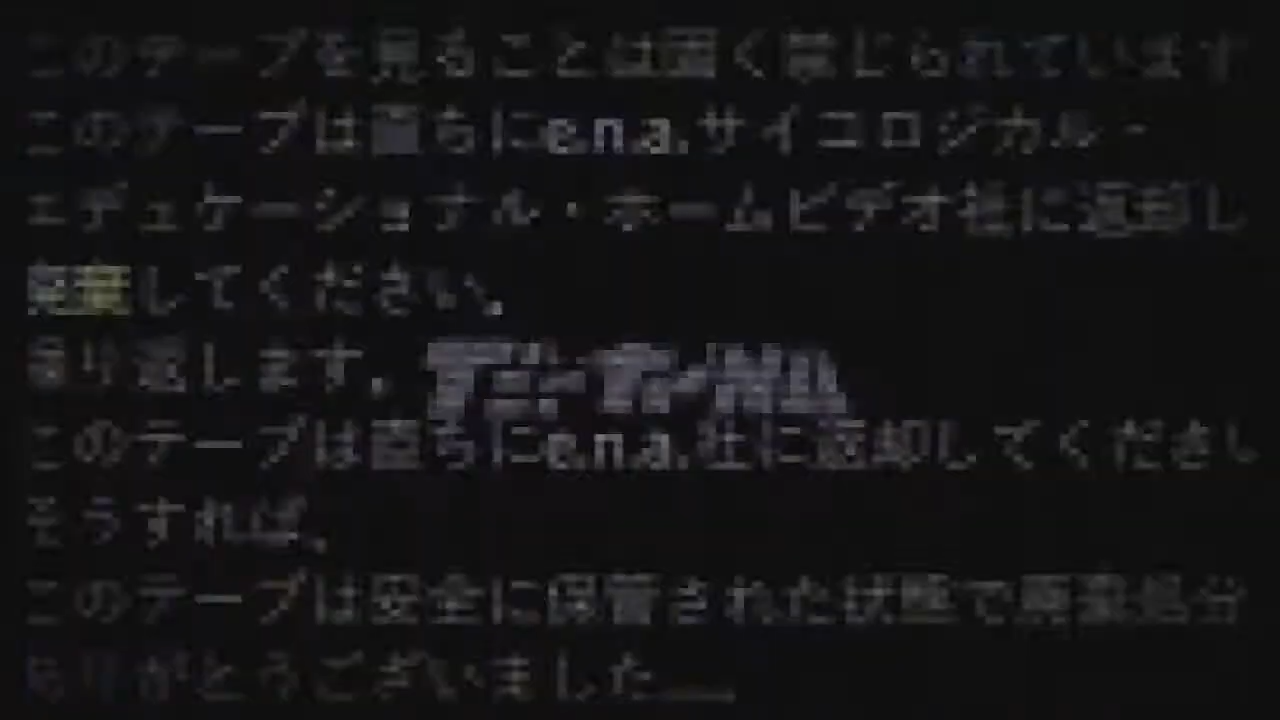 このテープを見ることは固く禁じられています
このテープは直ちにe.n.a.サイコロジカル・
エデュケーショナル・ホームビデオ社に返却し
してください。
繰り返します。
このテープは直ちにe.n.a.社に返却してくださし
そうすれば、
このテープは安全に保管された状態で廃棄処分
ありがとうございました